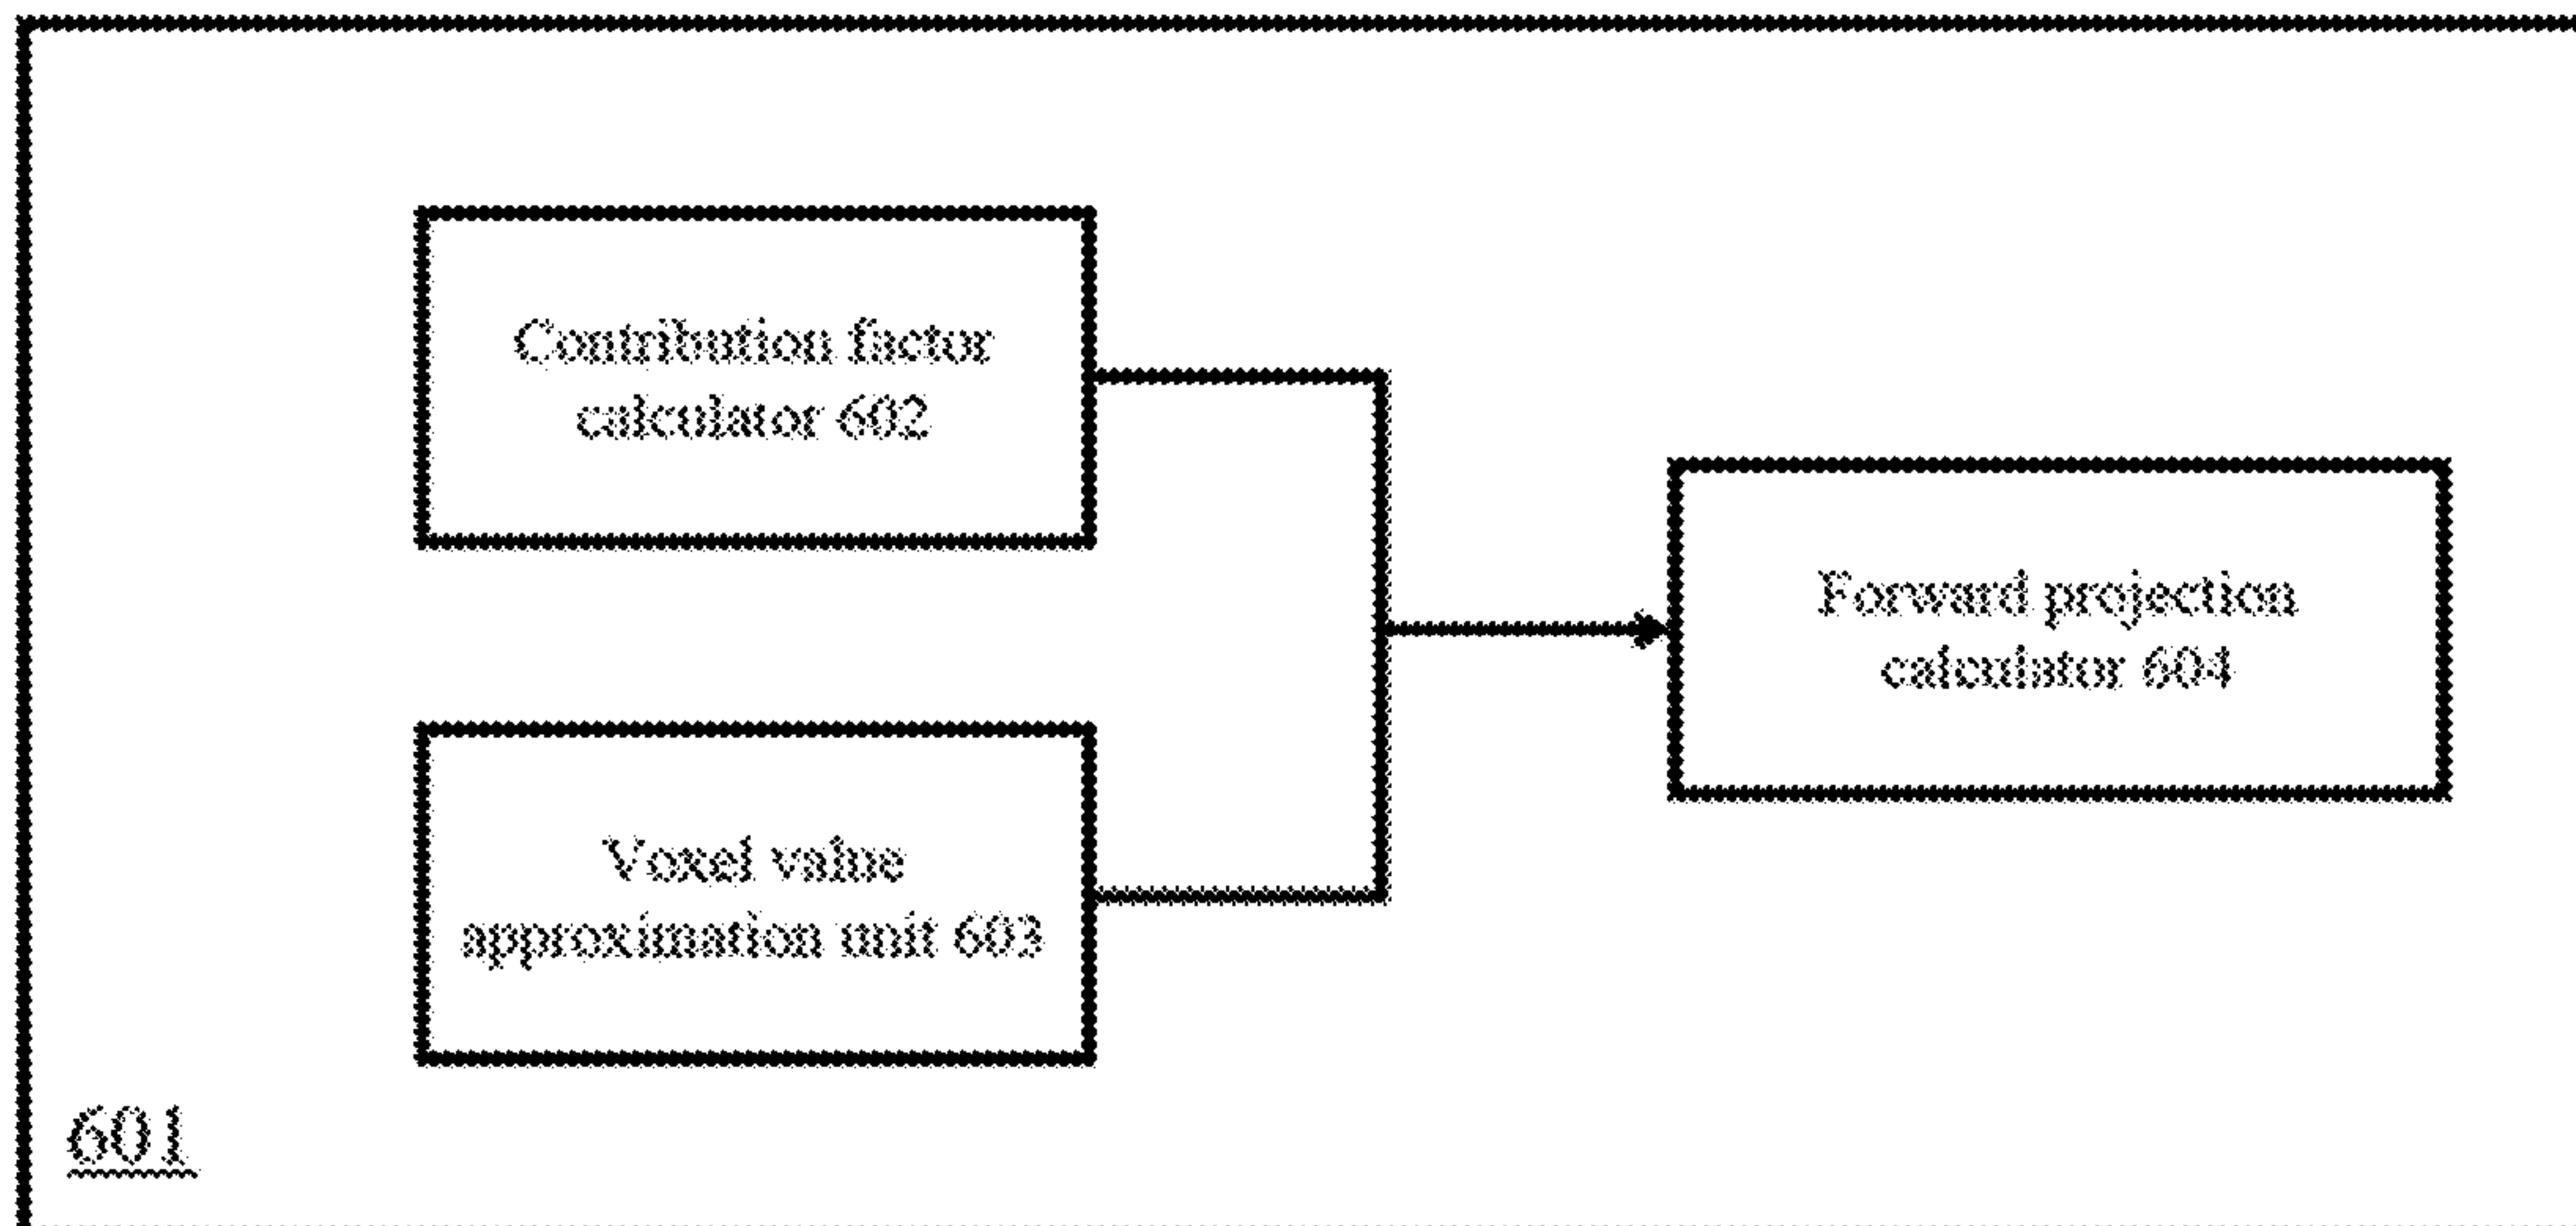 Contribution factor
calculator 602
Forward projection
calculator 604
Voxel value
approximation unit 603
601